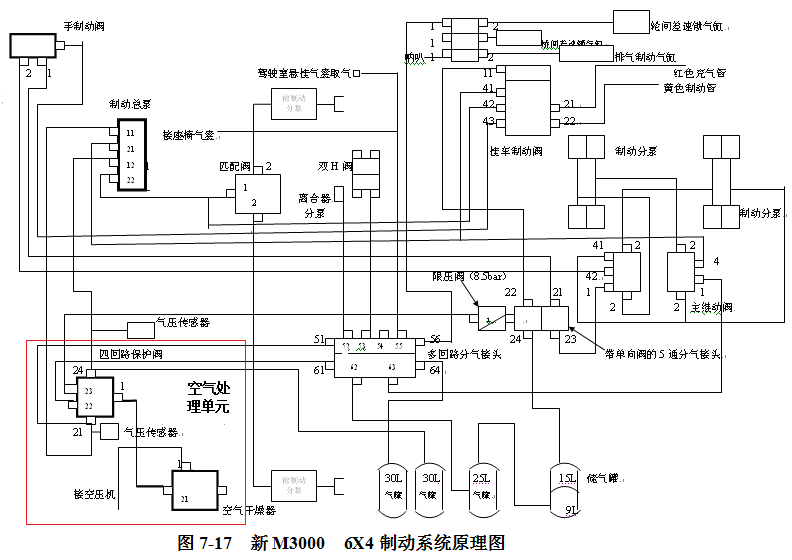 手制动阀
2 1
制动总泵
11
21
12
22
1
驾驶室悬挂气囊取气口
前制动
分泵
接座椅气囊
匹配阀 2
1
2
双H阀
离合器
分泵
1 2
1
喇叭 1 2
轮间差速锁气缸
桥间差速锁气缸
排气制动气缸
11
41
42
43
21
22
挂车制动阀
红色充气管
黄色制动管
制动分泵
制动分泵
41
42
1
2
2
2
4
1
2
主继动阀
限压阀（8.5bar）
22 21
24 23
带单向阀的5通分气接头
气压传感器
四回路保护阀
24
23
22
1
21
气压传感器
空气处
理单元
接空压机
1
21
空气干燥器
51 52 53 54 55 56
61 62 63 64
多回路分气接头
前制动
分泵
30L
气罐
30L
气罐
25L
气罐
15L
9L
储气罐
图 7-17 新M3000 6X4 制动系统原理图